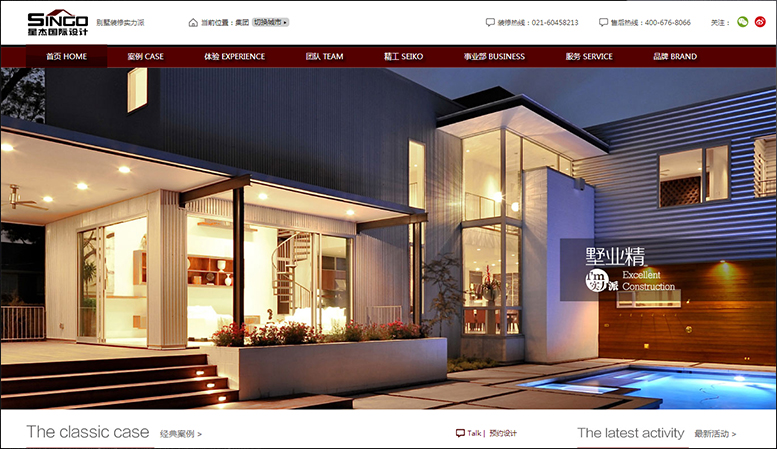 SINGO
星杰国际设计
别墅装修实力派
当前位置：集团 切换城市
装修热线：021-60458213
售后热线：400-676-8066
关注：
首页 HOME
案例 CASE
体验 EXPERIENCE
团队 TEAM
精工 SEIKO
事业部 BUSINESS
服务 SERVICE
品牌 BRAND
墅业精
I'm
实力派
Excellent
Construction
The classic case 经典案例 >
Talk | 预约设计
The latest activity 最新活动 >